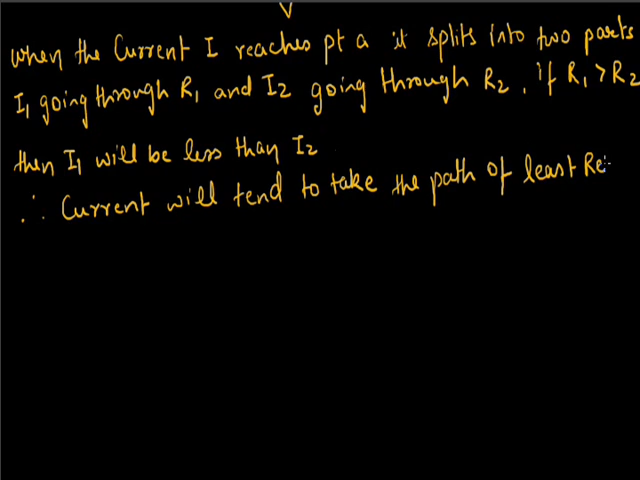 V
when the Current I reaches pt a it splits into two parts
I₁ going through R₁ and I₂ going through R₂ , if R₁ > R₂
then I₁ will be less than I₂
∴ Current will tend to take the path of least Re